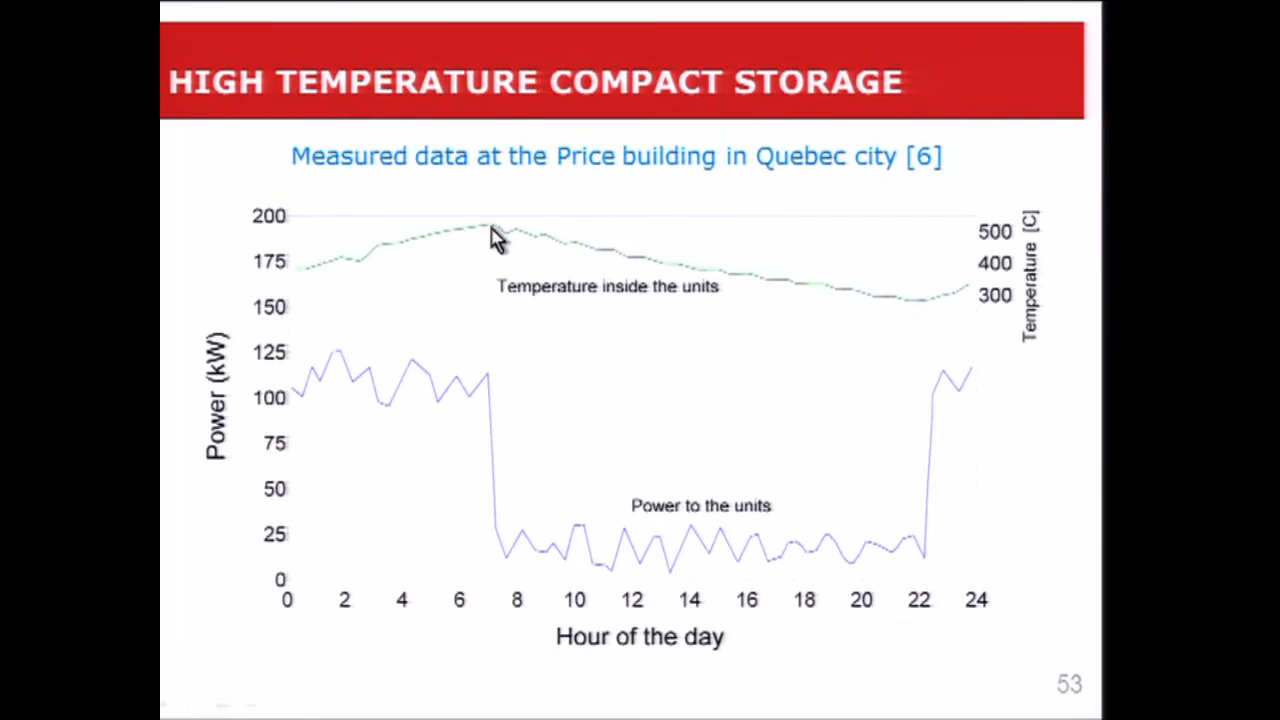 HIGH TEMPERATURE COMPACT STORAGE
Measured data at the Price building in Quebec city [6]
200
175
150
125
100
75
50
25
0
Power (kW)
500
400
300
Temperature [C]
Temperature inside the units
Power to the units
0 2 4 6 8 10 12 14 16 18 20 22 24
Hour of the day
53